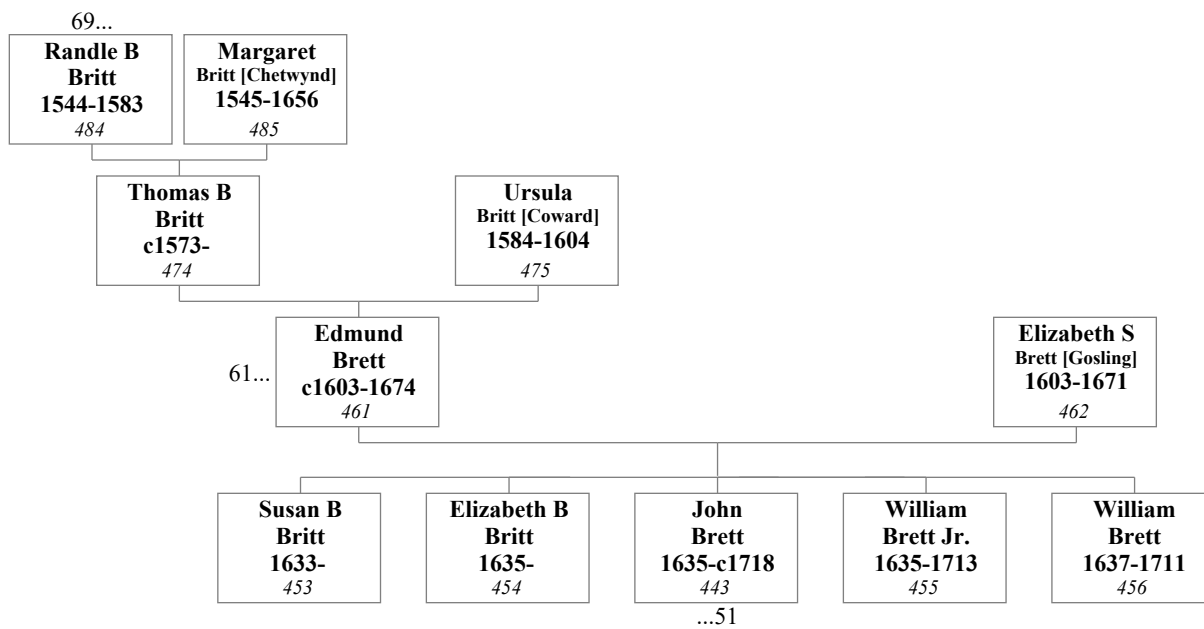 69...
Randle B
Britt
1544-1583
484
Margaret
Britt [Chetwynd]
1545-1656
485
Thomas B
Britt
c1573-
474
Ursula
Britt [Coward]
1584-1604
475
61...
Edmund
Brett
c1603-1674
461
Elizabeth S
Brett [Gosling]
1603-1671
462
Susan B
Britt
1633-
453
Elizabeth B
Britt
1635-
454
John
Brett
1635-c1718
443
...51
William
Brett Jr.
1635-1713
455
William
Brett
1637-1711
456